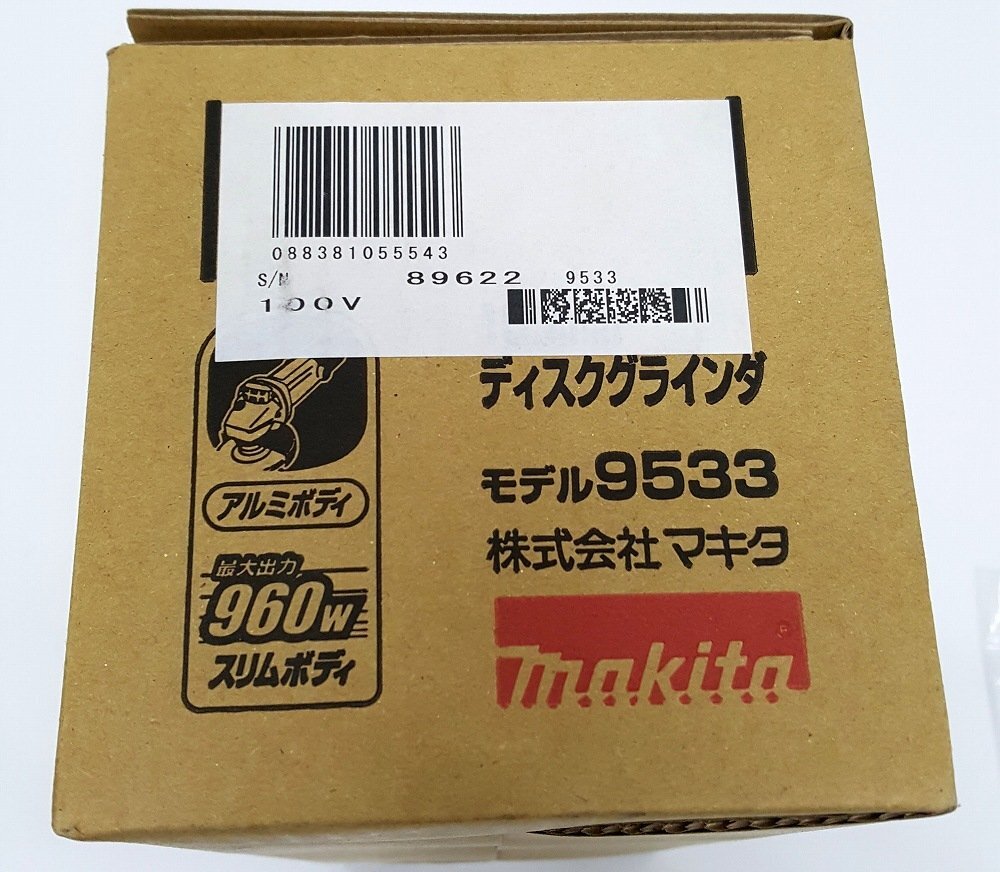 088381055543
S/N 89622 9533
100V
ディスクグラインダ
モデル9533
株式会社マキタ
makita
アルミボディ
最大出力
960W
スリムボディ